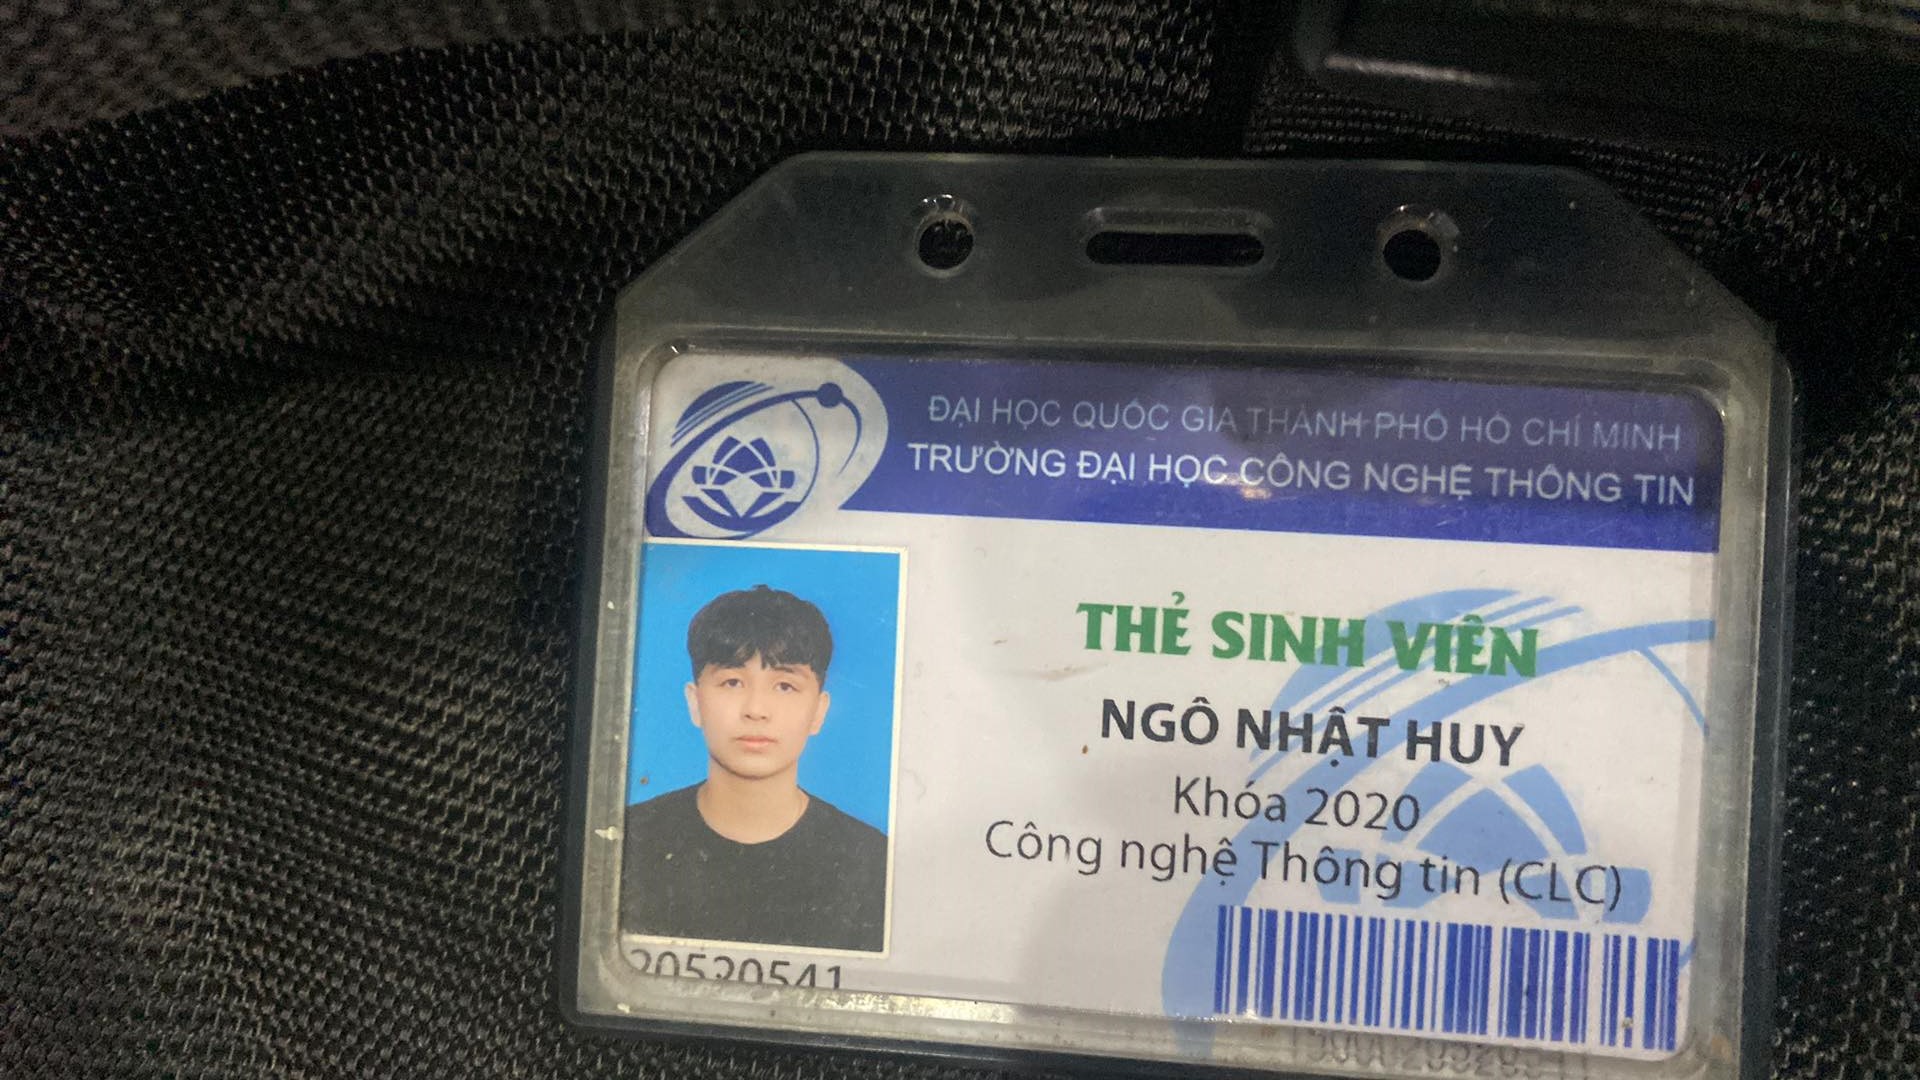 ĐẠI HỌC QUỐC GIA THÀNH PHỐ HỒ CHÍ MINH
TRƯỜNG ĐẠI HỌC CÔNG NGHỆ THÔNG TIN
THẺ SINH VIÊN
NGÔ NHẬT HUY
Khóa 2020
Công nghệ Thông tin (CLC)
20520541